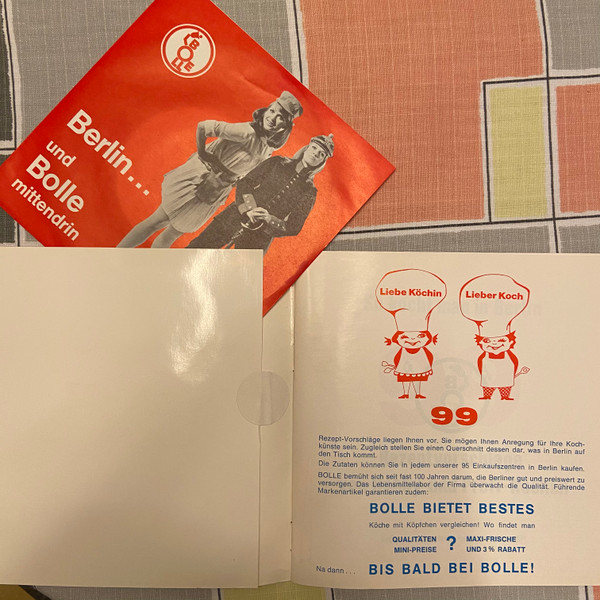 BOLLE
Berlin...
und
Bolle
mittendrin
Liebe Köchin
Lieber Koch
99
Rezept-Vorschläge liegen Ihnen vor. Sie mögen Ihnen Anregung für Ihre Koch-
künste sein. Zugleich stellen Sie einen Querschnitt dessen dar, was in Berlin auf
den Tisch kommt.
Die Zutaten können Sie in jedem unserer 95 Einkaufszentren in Berlin kaufen.
BOLLE bemüht sich seit fast 100 Jahren darum, die Berliner gut und preiswert zu
versorgen. Das Lebensmittellabor der Firma überwacht die Qualität. Führende
Markenartikel garantieren zudem:
BOLLE BIETET BESTES
Köche mit Köpfchen vergleichen! Wo findet man
QUALITÄTEN ? MAXI-FRISCHE
MINI-PREISE UND 3% RABATT
Na dann... BIS BALD BEI BOLLE!